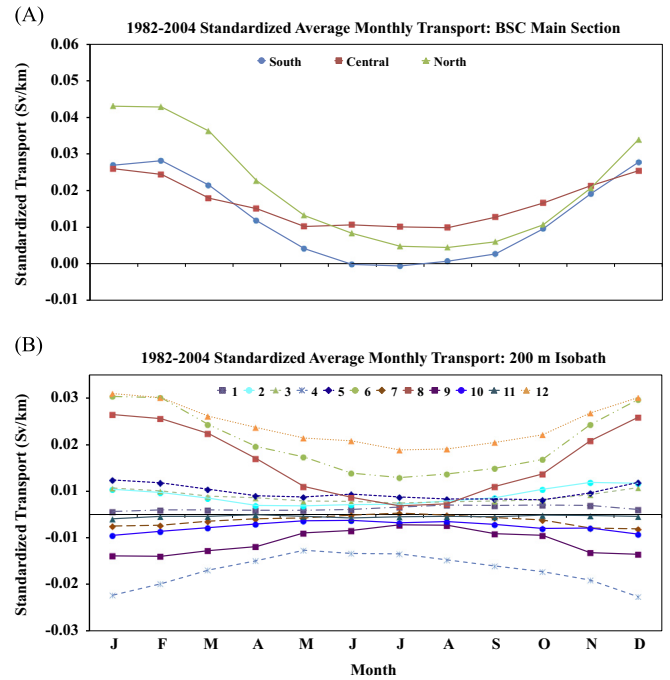 (A)
1982-2004 Standardized Average Monthly Transport: BSC Main Section
0.06
0.05
0.04
0.03
0.02
0.01
0.00
-0.01
South Central North
Standardized Transport (Sv/km)
(B)
1982-2004 Standardized Average Monthly Transport: 200 m Isobath
0.03
0.02
0.01
0.00
-0.01
-0.02
-0.03
1 2 3 4 5 6 7 8 9 10 11 12
Standardized Transport (Sv/km)
J F M A M J J A S O N D
Month